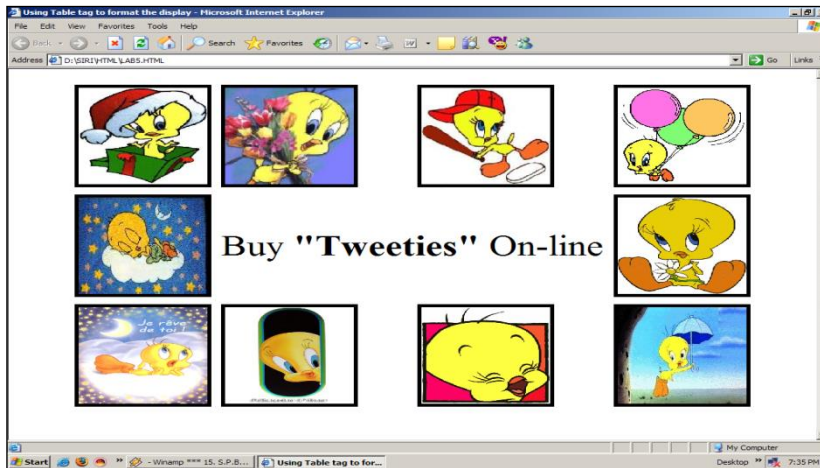 Using Table tag to format the display - Microsoft Internet Explorer
File Edit View Favorites Tools Help
Back Search Favorites
Address D:\SIRI\HTML\LAB5.HTML Go Links
Buy "Tweeties" On-line
Je rêve
de toi !
My Computer
Start » - Winamp *** 15. S.P.B... Using Table tag to for... Desktop » 7:35 PM